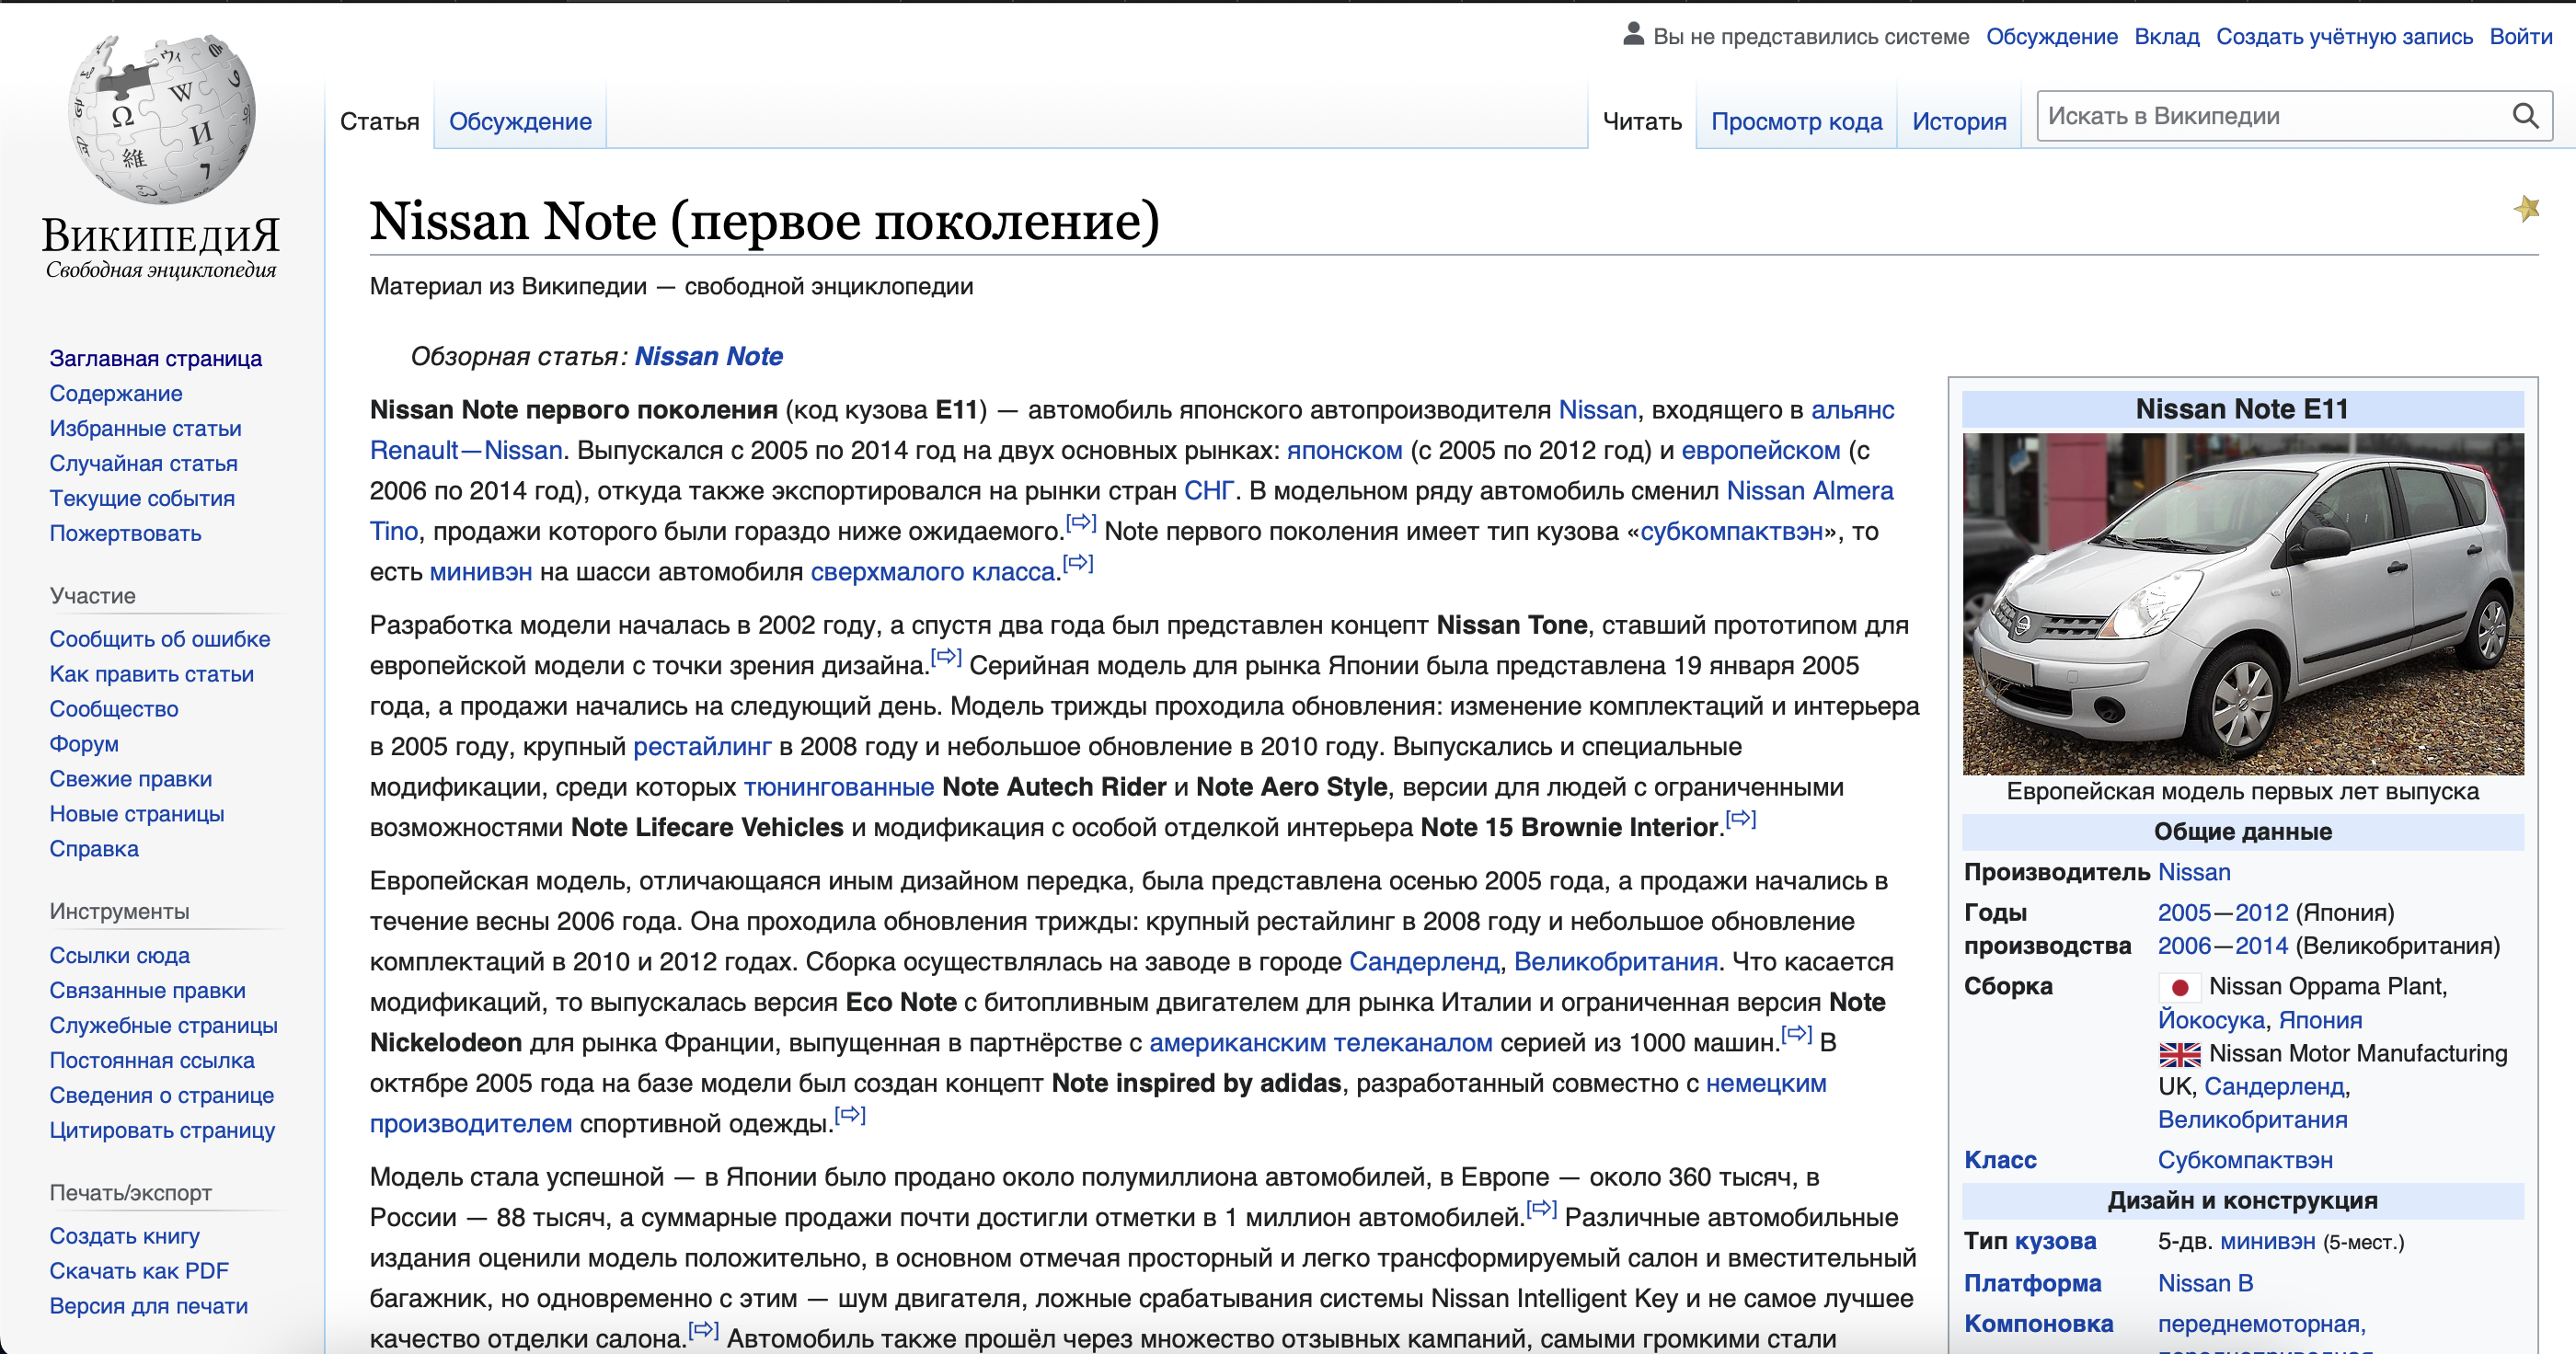 Вы не представились системе Обсуждение Вклад Создать учётную запись Войти
Статья Обсуждение Читать Просмотр кода История Искать в Википедии
ВикипедиЯ
Свободная энциклопедия
Заглавная страница
Содержание
Избранные статьи
Случайная статья
Текущие события
Пожертвовать
Участие
Сообщить об ошибке
Как править статьи
Сообщество
Форум
Свежие правки
Новые страницы
Справка
Инструменты
Ссылки сюда
Связанные правки
Служебные страницы
Постоянная ссылка
Сведения о странице
Цитировать страницу
Печать/экспорт
Создать книгу
Скачать как PDF
Версия для печати
Nissan Note (первое поколение)
Материал из Википедии — свободной энциклопедии
Обзорная статья: Nissan Note
Nissan Note первого поколения (код кузова E11) — автомобиль японского автопроизводителя Nissan, входящего в альянс
Renault—Nissan. Выпускался с 2005 по 2014 год на двух основных рынках: японском (с 2005 по 2012 год) и европейском (с
2006 по 2014 год), откуда также экспортировался на рынки стран СНГ. В модельном ряду автомобиль сменил Nissan Almera
Tino, продажи которого были гораздо ниже ожидаемого.[⇨] Note первого поколения имеет тип кузова «субкомпактвэн», то
есть минивэн на шасси автомобиля сверхмалого класса.[⇨]
Разработка модели началась в 2002 году, а спустя два года был представлен концепт Nissan Tone, ставший прототипом для
европейской модели с точки зрения дизайна.[⇨] Серийная модель для рынка Японии была представлена 19 января 2005
года, а продажи начались на следующий день. Модель трижды проходила обновления: изменение комплектаций и интерьера
в 2005 году, крупный рестайлинг в 2008 году и небольшое обновление в 2010 году. Выпускались и специальные
модификации, среди которых тюнингованные Note Autech Rider и Note Aero Style, версии для людей с ограниченными
возможностями Note Lifecare Vehicles и модификация с особой отделкой интерьера Note 15 Brownie Interior.[⇨]
Европейская модель, отличающаяся иным дизайном передка, была представлена осенью 2005 года, а продажи начались в
течение весны 2006 года. Она проходила обновления трижды: крупный рестайлинг в 2008 году и небольшое обновление
комплектаций в 2010 и 2012 годах. Сборка осуществлялась на заводе в городе Сандерленд, Великобритания. Что касается
модификаций, то выпускалась версия Eco Note с битопливным двигателем для рынка Италии и ограниченная версия Note
Nickelodeon для рынка Франции, выпущенная в партнёрстве с американским телеканалом серией из 1000 машин.[⇨] В
октябре 2005 года на базе модели был создан концепт Note inspired by adidas, разработанный совместно с немецким
производителем спортивной одежды.[⇨]
Модель стала успешной — в Японии было продано около полумиллиона автомобилей, в Европе — около 360 тысяч, в
России — 88 тысяч, а суммарные продажи почти достигли отметки в 1 миллион автомобилей.[⇨] Различные автомобильные
издания оценили модель положительно, в основном отмечая просторный и легко трансформируемый салон и вместительный
багажник, но одновременно с этим — шум двигателя, ложные срабатывания системы Nissan Intelligent Key и не самое лучшее
качество отделки салона.[⇨] Автомобиль также прошёл через множество отзывных кампаний, самыми громкими стали
Nissan Note E11
Европейская модель первых лет выпуска
Общие данные
Производитель Nissan
Годы 2005—2012 (Япония)
производства 2006—2014 (Великобритания)
Сборка Nissan Oppama Plant,
Йокосука, Япония
Nissan Motor Manufacturing
UK, Сандерленд,
Великобритания
Класс Субкомпактвэн
Дизайн и конструкция
Тип кузова 5-дв. минивэн (5-мест.)
Платформа Nissan B
Компоновка переднемоторная,